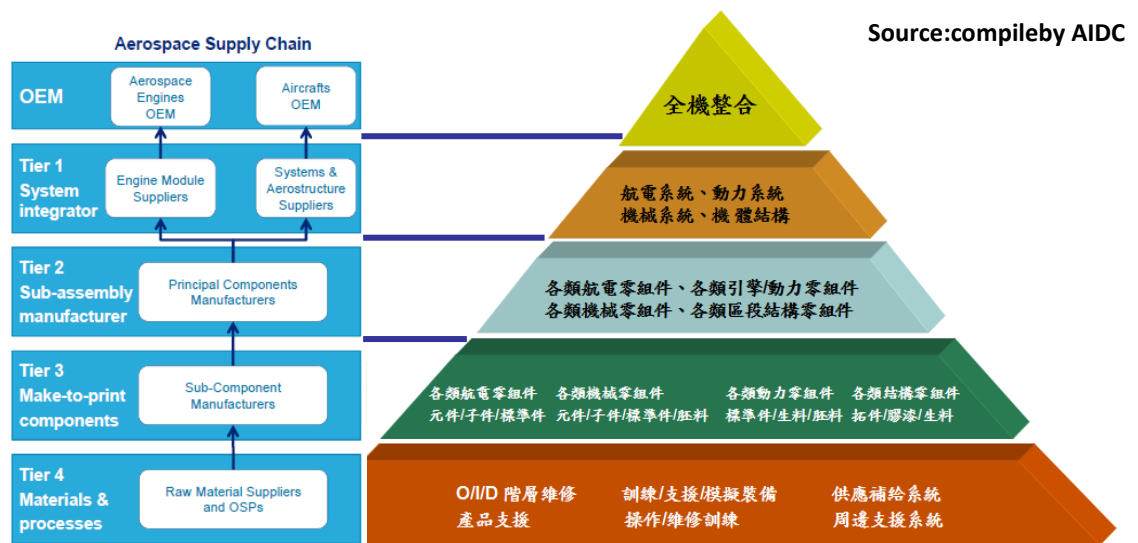 Source:compileby AIDC
Aerospace Supply Chain
OEM
Aerospace
Engines
OEM
Aircrafts
OEM
Tier 1
System
integrator
Engine Module
Suppliers
Systems &
Aerostructure
Suppliers
Tier 2
Sub-assembly
manufacturer
Principal Components
Manufacturers
Tier 3
Make-to-print
components
Sub-Component
Manufacturers
Tier 4
Materials &
processes
Raw Material Suppliers
and OSPs
全機整合
航電系統、動力系統
機械系統、機 體結構
各類航電零組件、各類引擎/動力零組件
各類機械零組件、各類區段結構零組件
各類航電零組件
元件/子件/標準件
各類機械零組件
元件/子件/標準件/胚料
各類動力零組件
標準件/生料/胚料
各類結構零組件
拓件/膠漆/生料
O/I/D 階層維修
產品支援
訓練/支援/模擬裝備
操作/維修訓練
供應補給系統
周邊支援系統